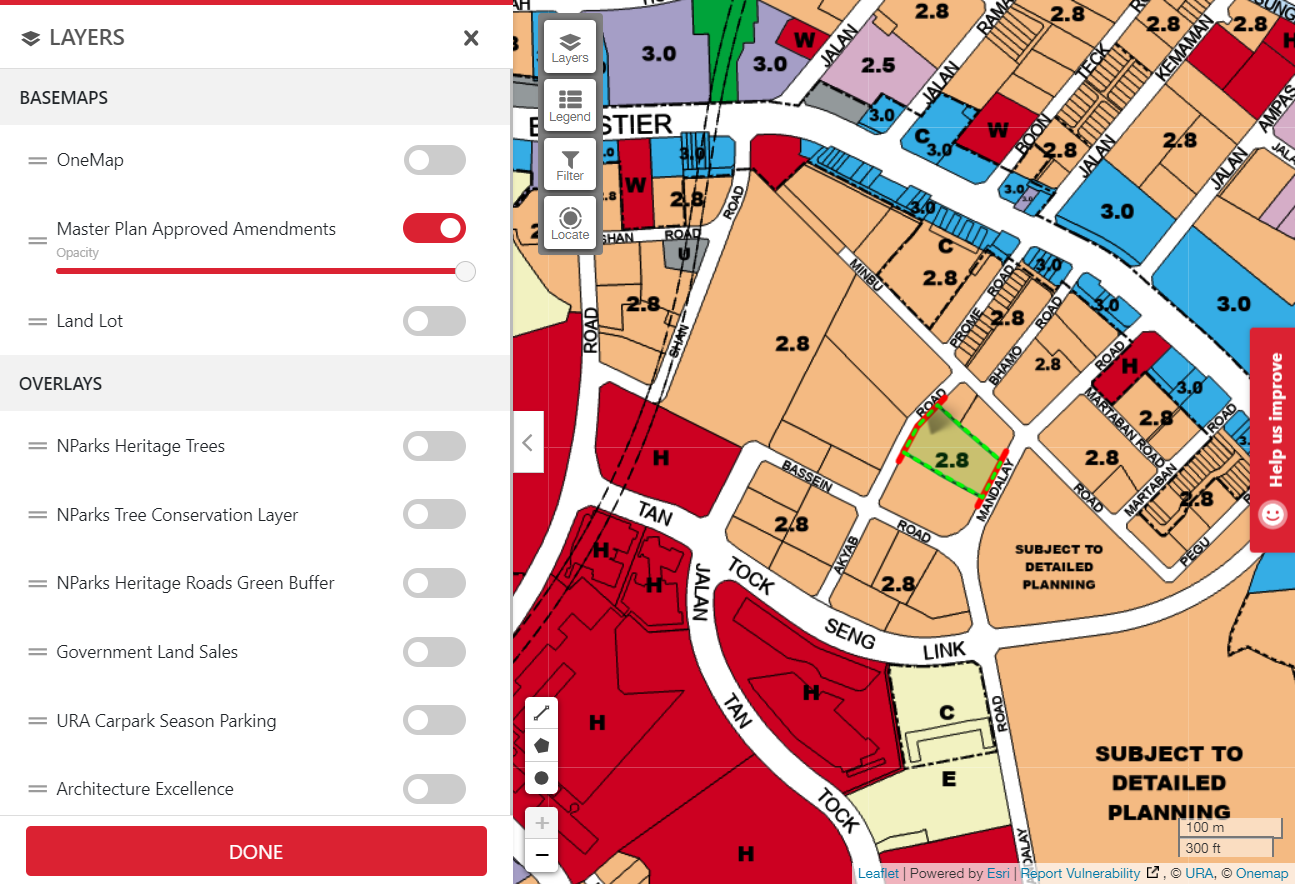 LAYERS
BASEMAPS
OneMap
Master Plan Approved Amendments
Opacity
Land Lot
OVERLAYS
NParks Heritage Trees
NParks Tree Conservation Layer
NParks Heritage Roads Green Buffer
Government Land Sales
URA Carpark Season Parking
Architecture Excellence
DONE
Layers
Legend
Filter
Locate
3.0
3.0
W
JALAN
2.5
2.8
2.8
2.8
2.8
H
JALAN
RAMA
TECK
KEMAMAN
AMPAS
STIER
3.0
C
3.0
W
BOON
2.8
JALAN
2.8
JALAN
W
3.0
2.8
ROAD
3.0
3.0
3.0
SHAN
ROAD
U
C
2.8
3.0
3.0
3.0
MINBU
ROAD
2.8
ROAD
SHAN
2.8
PROME
ROAD
2.8
BHAMO
ROAD
2.8
ROAD
H
3.0
MARTABAN ROAD
2.8
ROAD
ROAD
2.8
MANDALAY
2.8
ROAD
MARTABAN
2.8
PEGU
H
BASSEIN
2.8
AKYAB
ROAD
2.8
TAN
TOCK
SENG
LINK
SUBJECT TO
DETAILED
PLANNING
H
H
JALAN
TAN
TOCK
H
H
H
C
E
ROAD
SUBJECT TO
DETAILED
PLANNING
Help us improve
+
−
100 m
300 ft
Leaflet | Powered by Esri | Report Vulnerability , © URA, © Onemap